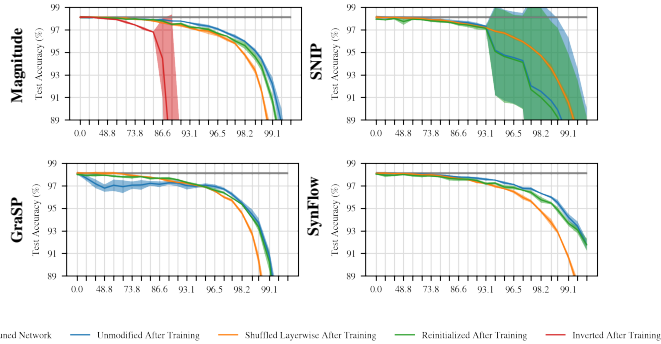 Magnitude
Test Accuracy (%)
99
97
95
93
91
89
0.0 48.8 73.8 86.6 93.1 96.5 98.2 99.1
SNIP
Test Accuracy (%)
99
97
95
93
91
89
0.0 48.8 73.8 86.6 93.1 96.5 98.2 99.1
GraSP
Test Accuracy (%)
99
97
95
93
91
89
0.0 48.8 73.8 86.6 93.1 96.5 98.2 99.1
SynFlow
Test Accuracy (%)
99
97
95
93
91
89
0.0 48.8 73.8 86.6 93.1 96.5 98.2 99.1
uned Network Unmodified After Training Shuffled Layerwise After Training Reinitialized After Training Inverted After Training